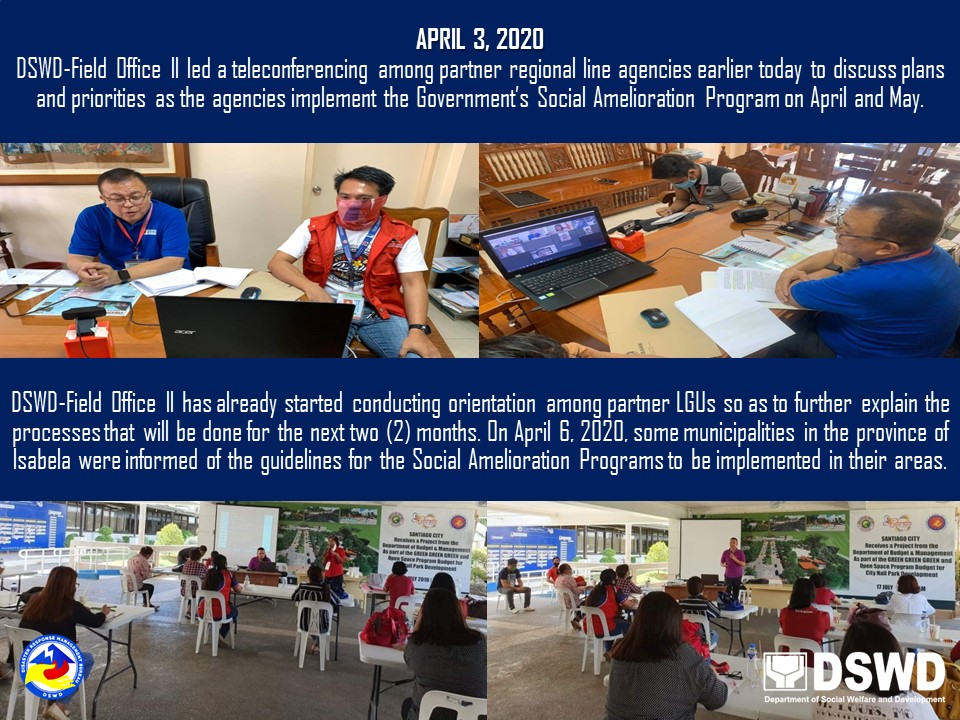 APRIL 3, 2020
DSWD-Field Office II led a teleconferencing among partner regional line agencies earlier today to discuss plans
and priorities as the agencies implement the Government's Social Amelioration Program on April and May.
acer
DSWD-Field Office II has already started conducting orientation among partner LGUs so as to further explain the
processes that will be done for the next two (2) months. On April 6, 2020, some municipalities in the province of
Isabela were informed of the guidelines for the Social Amelioration Programs to be implemented in their areas.
SANTIAGO CITY
Receives a Project from the
Department of Budget & Management
As part of the GREEN GREEN GREEN and
Open Space Program Budget for
City Hall Park Development
JULY 2019
SANTIAGO CITY
Receives a Project from the
Department of Budget & Management
As part of the GREEN GREEN GREEN and
Open Space Program Budget for
City Hall Park Development
17 JULY
DISASTER RESPONSE MANAGEMENT BUREAU
DSWD
DSWD
Department of Social Welfare and Development